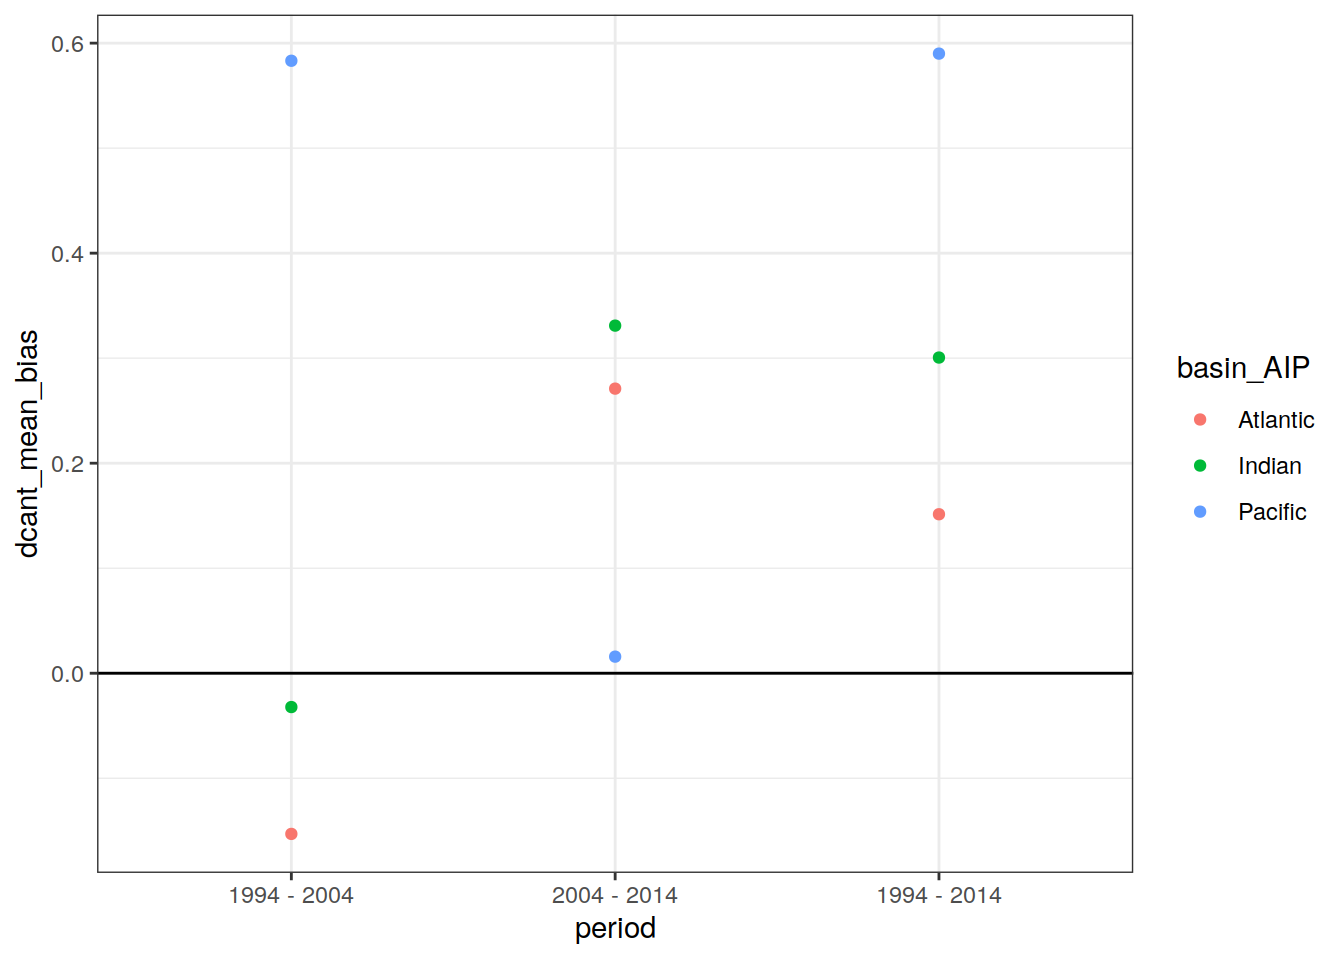 0.6
0.4
0.2
0.0
dcant_mean_bias
1994 - 2004
2004 - 2014
1994 - 2014
period
basin_AIP
Atlantic
Indian
Pacific